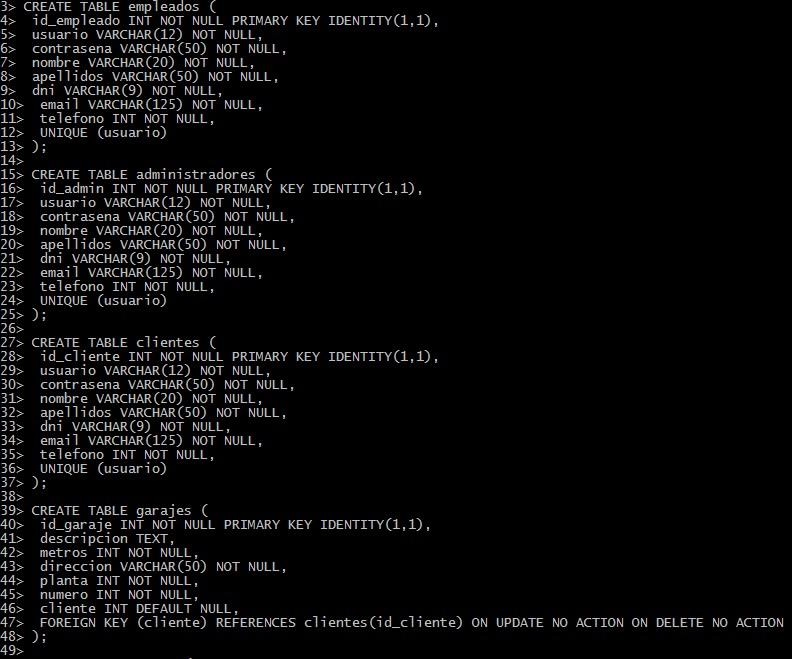 3> CREATE TABLE empleados (
4>  id_empleado INT NOT NULL PRIMARY KEY IDENTITY(1,1),
5>  usuario VARCHAR(12) NOT NULL,
6>  contrasena VARCHAR(50) NOT NULL,
7>  nombre VARCHAR(20) NOT NULL,
8>  apellidos VARCHAR(50) NOT NULL,
9>  dni VARCHAR(9) NOT NULL,
10>  email VARCHAR(125) NOT NULL,
11>  telefono INT NOT NULL,
12>  UNIQUE (usuario)
13> );
14>
15> CREATE TABLE administradores (
16>  id_admin INT NOT NULL PRIMARY KEY IDENTITY(1,1),
17>  usuario VARCHAR(12) NOT NULL,
18>  contrasena VARCHAR(50) NOT NULL,
19>  nombre VARCHAR(20) NOT NULL,
20>  apellidos VARCHAR(50) NOT NULL,
21>  dni VARCHAR(9) NOT NULL,
22>  email VARCHAR(125) NOT NULL,
23>  telefono INT NOT NULL,
24>  UNIQUE (usuario)
25> );
26>
27> CREATE TABLE clientes (
28>  id_cliente INT NOT NULL PRIMARY KEY IDENTITY(1,1),
29>  usuario VARCHAR(12) NOT NULL,
30>  contrasena VARCHAR(50) NOT NULL,
31>  nombre VARCHAR(20) NOT NULL,
32>  apellidos VARCHAR(50) NOT NULL,
33>  dni VARCHAR(9) NOT NULL,
34>  email VARCHAR(125) NOT NULL,
35>  telefono INT NOT NULL,
36>  UNIQUE (usuario)
37> );
38>
39> CREATE TABLE garajes (
40>  id_garaje INT NOT NULL PRIMARY KEY IDENTITY(1,1),
41>  descripcion TEXT,
42>  metros INT NOT NULL,
43>  direccion VARCHAR(50) NOT NULL,
44>  planta INT NOT NULL,
45>  numero INT NOT NULL,
46>  cliente INT DEFAULT NULL,
47>  FOREIGN KEY (cliente) REFERENCES clientes(id_cliente) ON UPDATE NO ACTION ON DELETE NO ACTION
48> );
49>